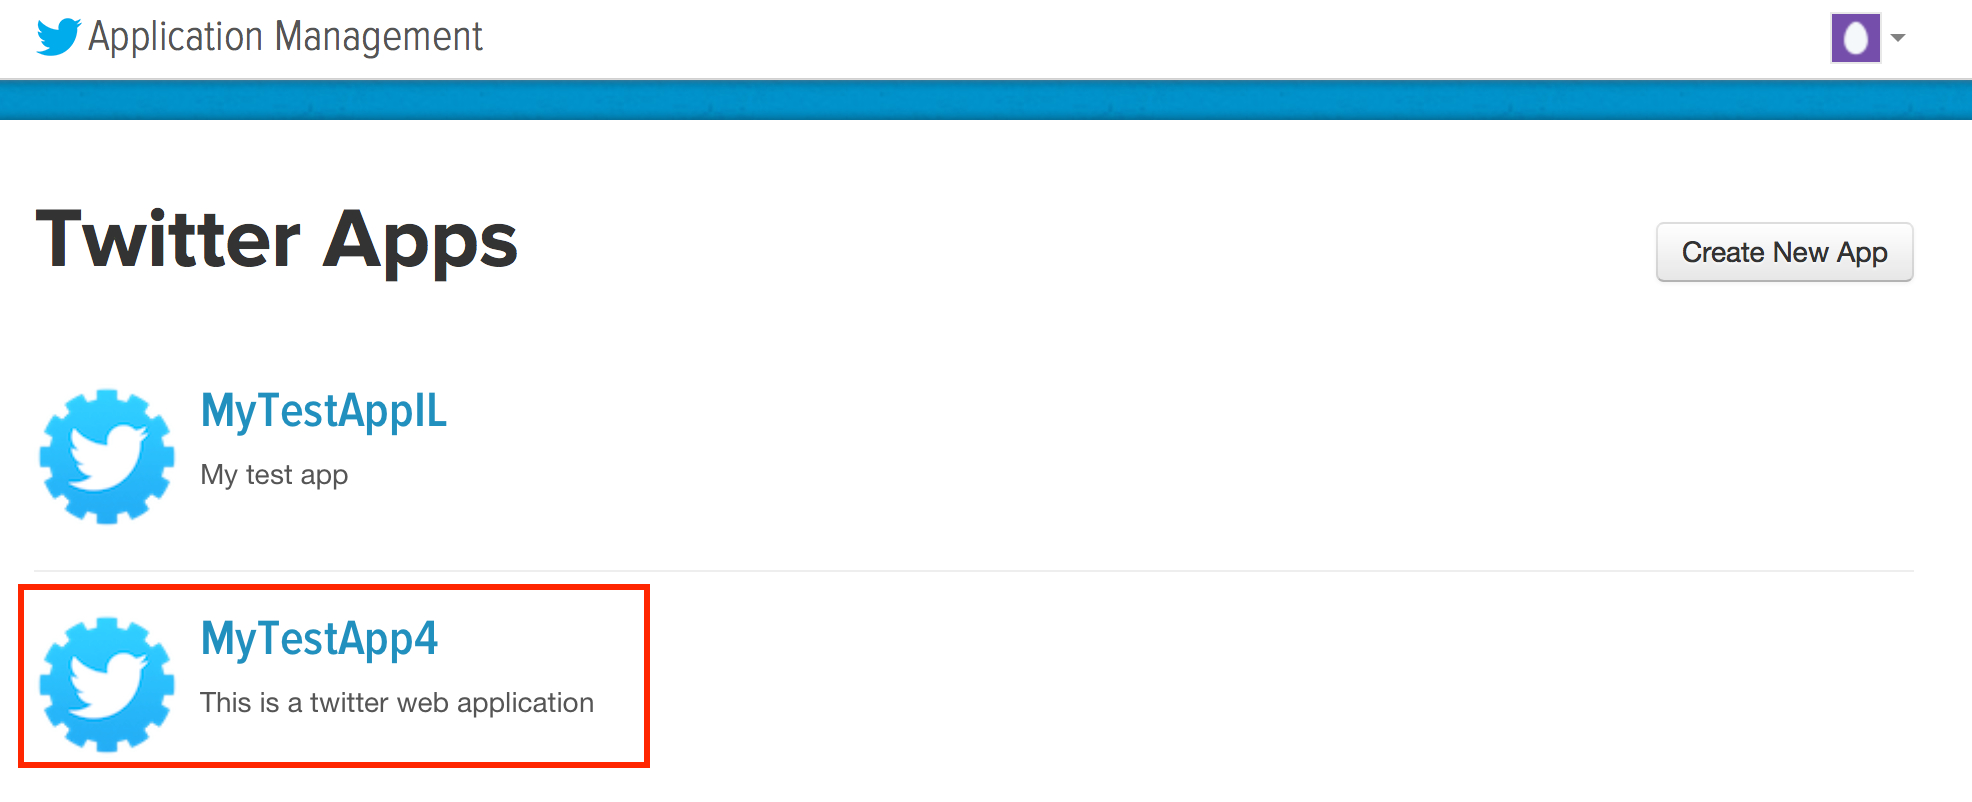 Application Management
Twitter Apps
Create New App
MyTestAppIL
My test app
MyTestApp4
This is a twitter web application